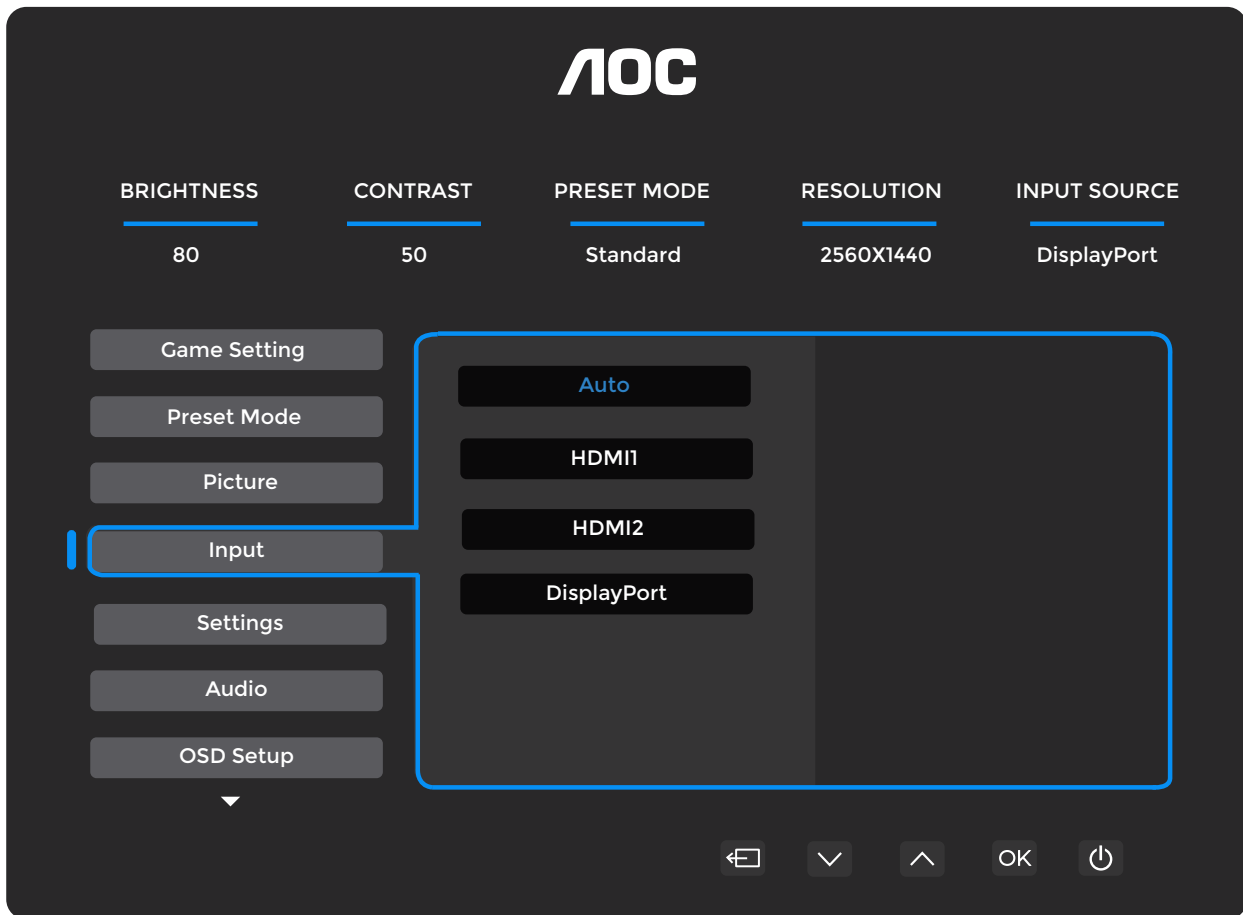 AOC
BRIGHTNESS CONTRAST PRESET MODE RESOLUTION INPUT SOURCE
80 50 Standard 2560X1440 DisplayPort
Game Setting
Preset Mode
Picture
Input
Settings
Audio
OSD Setup
Auto
HDMI1
HDMI2
DisplayPort
OK